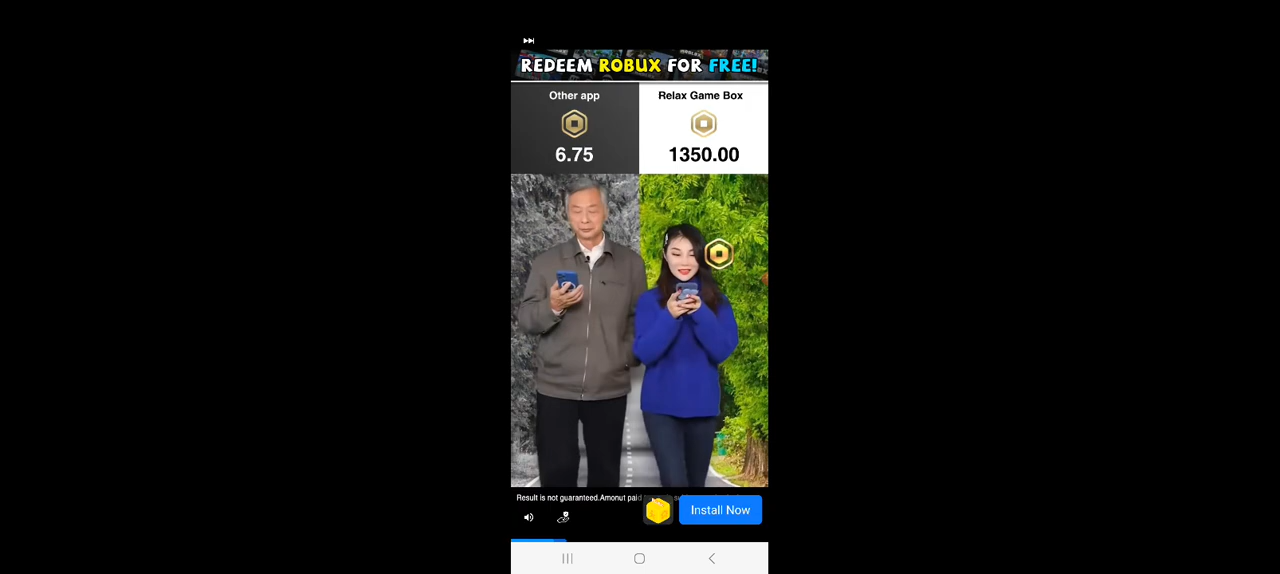 REDEEM ROBUX FOR FREE!
Other app
Relax Game Box
6.75
1350.00
Result is not guaranteed.Amonut paid
Install Now